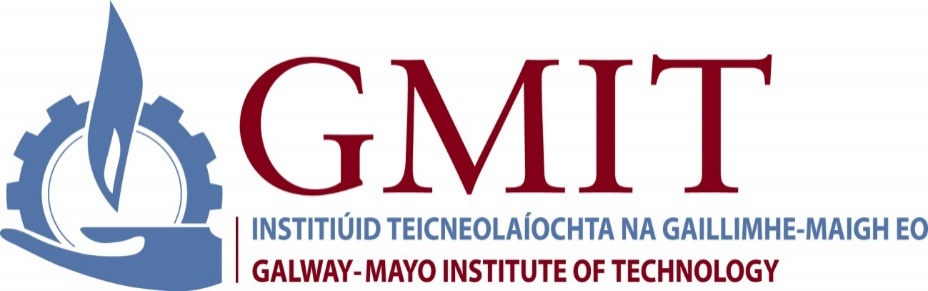 GMIT
INSTITIÚID TEICNEOLAÍOCHTA NA GAILLIMHE-MAIGH EO
GALWAY-MAYO INSTITUTE OF TECHNOLOGY